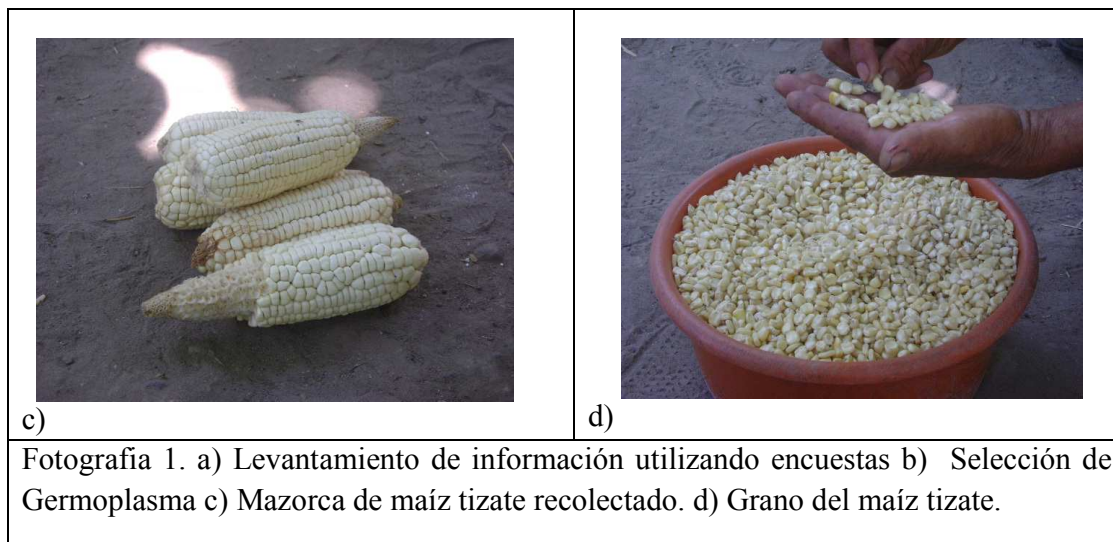 c)
d)
Fotografia 1. a) Levantamiento de información utilizando encuestas b) Selección de
Germoplasma c) Mazorca de maíz tizate recolectado. d) Grano del maíz tizate.